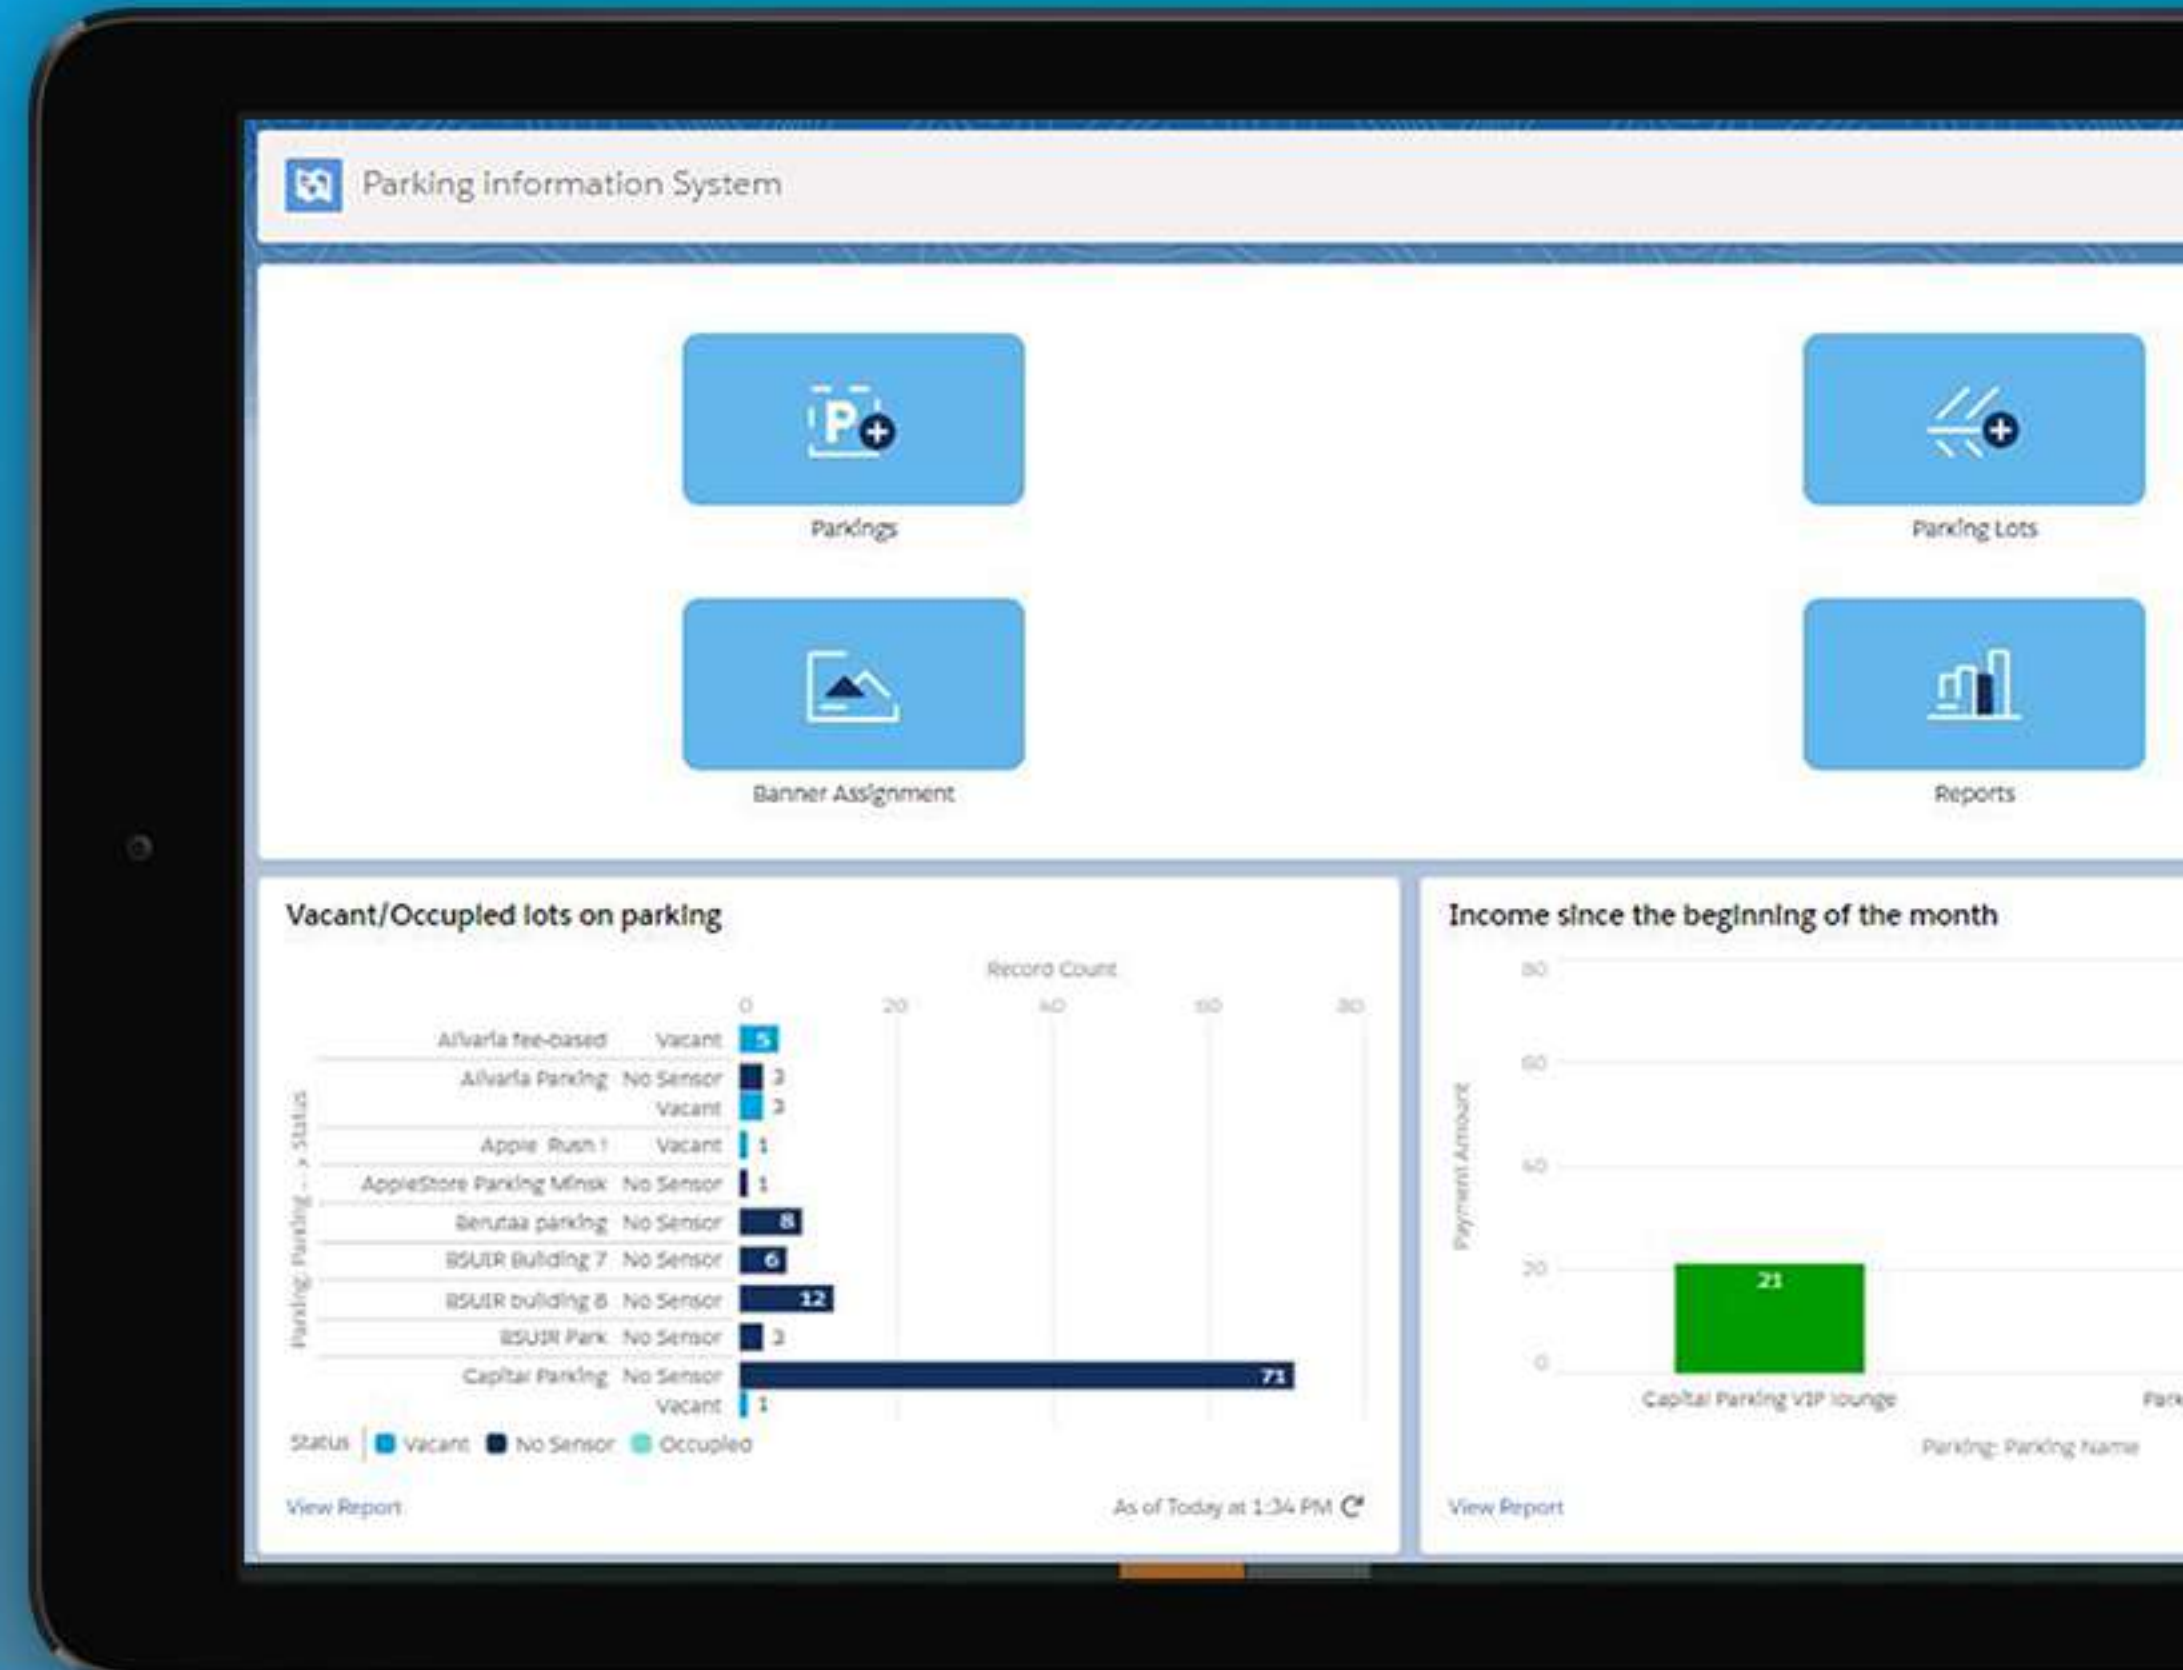 Parking information System
Parkings
Parking Lots
Banner Assignment
Reports
Vacant/Occupied lots on parking
Record Count
0 20 40 60 80
Alivaria fee-based Vacant 5
Alivaria Parking No Sensor 3
Vacant 3
Apple Rush ! Vacant 1
AppleStore Parking Minsk No Sensor 1
Berutaa parking No Sensor 8
BSUIR Building 7 No Sensor 6
BSUIR building 8 No Sensor 12
BSUIR Park No Sensor 3
Capital Parking No Sensor 71
Vacant 1
Parking: Parking ... > Status
Status Vacant No Sensor Occupied
View Report
As of Today at 1:34 PM
Income since the beginning of the month
80
60
40
20
0
Payment Amount
21
Capital Parking VIP lounge
Park
Parking: Parking Name
View Report